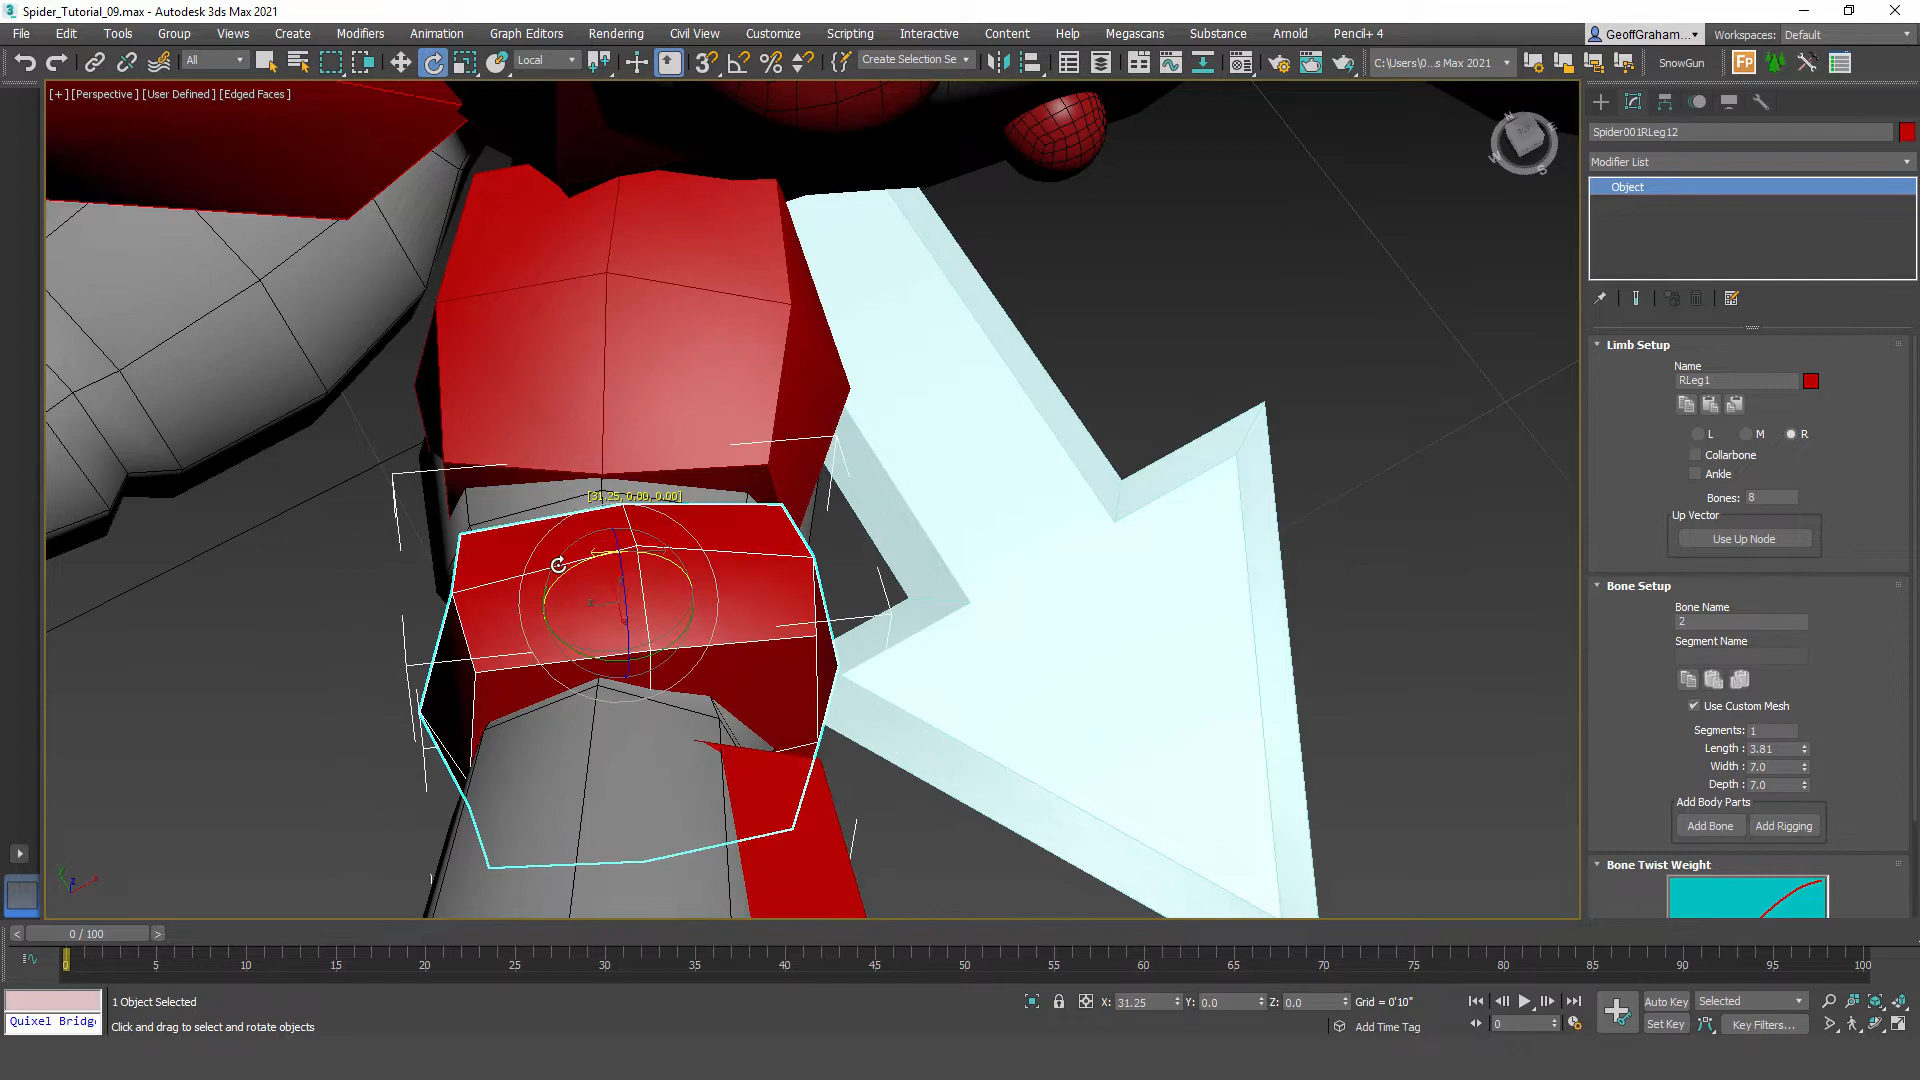 Spider_Tutorial_09.max - Autodesk 3ds Max 2021
File Edit Tools Group Views Create Modifiers Animation Graph Editors Rendering Civil View Customize Scripting Interactive Content Help Megascans Substance Arnold Pencil+ 4
GeoffGraham...
Workspaces: Default
All
Local
Create Selection Se
C:\Users\0...s Max 2021
SnowGun
[+] [Perspective] [User Defined] [Edged Faces]
Spider001RLeg12
Modifier List
Object
Limb Setup
Name
RLeg1
L M R
Collarbone
Ankle
Bones: 8
Up Vector
Use Up Node
[31.25, 0.00, 0.00]
Bone Setup
Bone Name
2
Segment Name
Use Custom Mesh
Segments: 1
Length : 3.81
Width : 7.0
Depth : 7.0
Add Body Parts
Add Bone Add Rigging
Bone Twist Weight
< 0 / 100 >
0 5 10 15 20 25 30 35 40 45 50 55 60 65 70 75 80 85 90 95 100
1 Object Selected
X: 31.25 Y: 0.0 Z: 0.0 Grid = 0'10"
Auto Key Selected
Quixel Bridg
Click and drag to select and rotate objects
Add Time Tag
0
Set Key Key Filters...